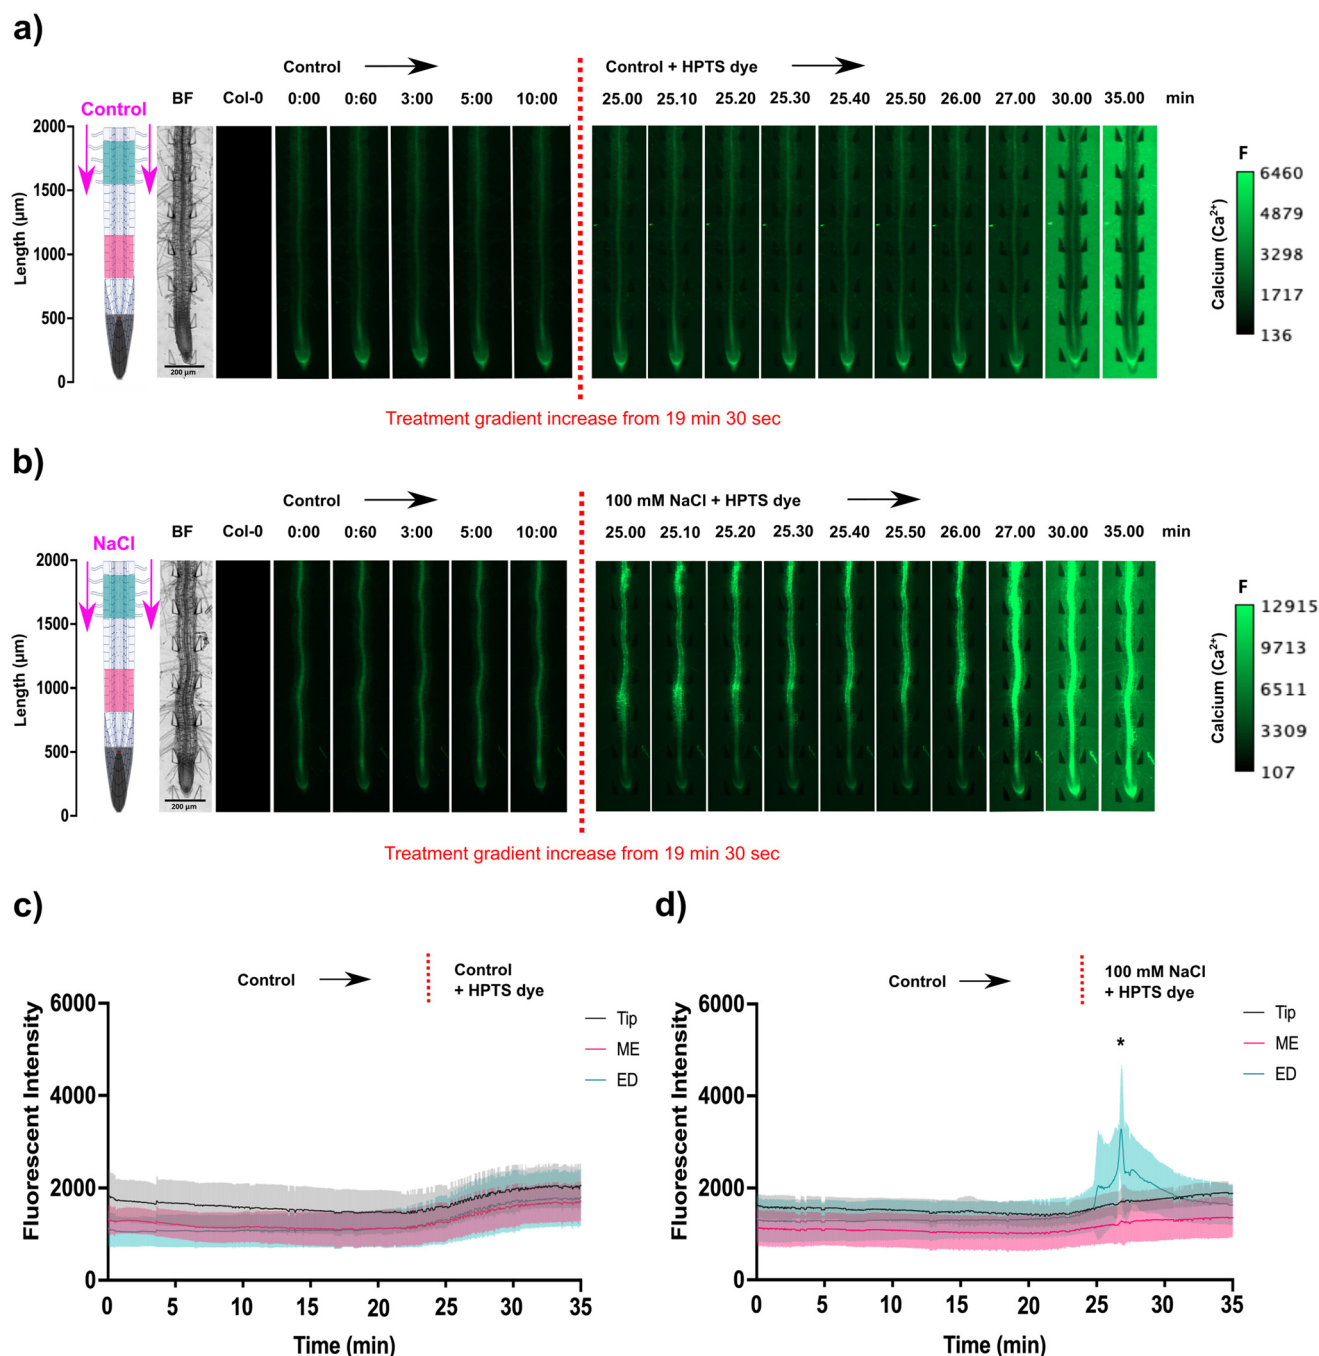 a)
Control
Control + HPTS dye
Control
BF
Col-0
0:00
0:60
3:00
5:00
10:00
25.00
25.10
25.20
25.30
25.40
25.50
26.00
27.00
30.00
35.00
min
2000
1500
1000
500
0
Length (µm)
200 µm
F
6460
4879
3298
1717
136
Calcium (Ca²⁺)
Treatment gradient increase from 19 min 30 sec
b)
Control
100 mM NaCl + HPTS dye
NaCl
BF
Col-0
0:00
0:60
3:00
5:00
10:00
25.00
25.10
25.20
25.30
25.40
25.50
26.00
27.00
30.00
35.00
min
2000
1500
1000
500
0
Length (µm)
200 µm
F
12915
9713
6511
3309
107
Calcium (Ca²⁺)
Treatment gradient increase from 19 min 30 sec
c)
Control
Control
+ HPTS dye
6000
4000
2000
0
Fluorescent Intensity
Tip
ME
ED
0
5
10
15
20
25
30
35
Time (min)
d)
Control
100 mM NaCl
+ HPTS dye
6000
4000
2000
0
Fluorescent Intensity
*
Tip
ME
ED
0
5
10
15
20
25
30
35
Time (min)